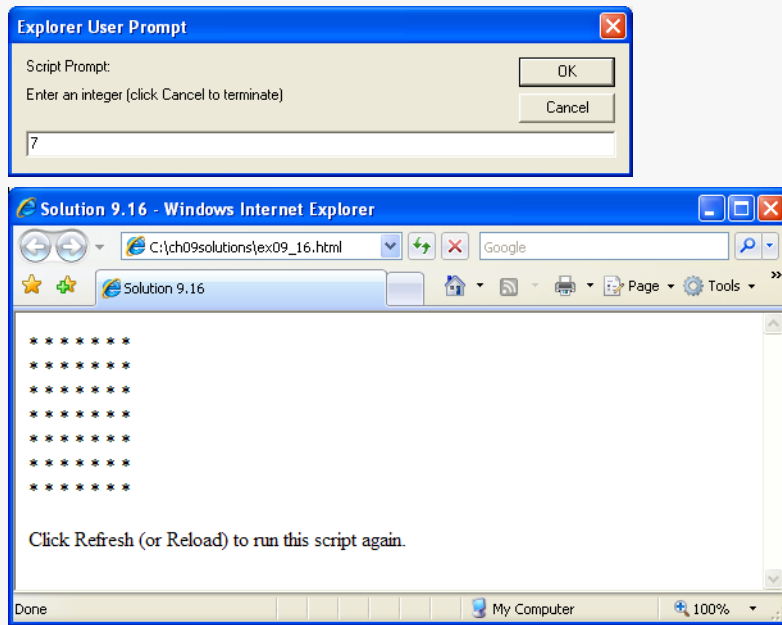 Explorer User Prompt
Script Prompt:
Enter an integer (click Cancel to terminate)
OK
Cancel
7
Solution 9.16 - Windows Internet Explorer
C:\ch09solutions\ex09_16.html
Google
Solution 9.16
Page
Tools
»
* * * * * * *
* * * * * * *
* * * * * * *
* * * * * * *
* * * * * * *
* * * * * * *
* * * * * * *
Click Refresh (or Reload) to run this script again.
Done
My Computer
100%